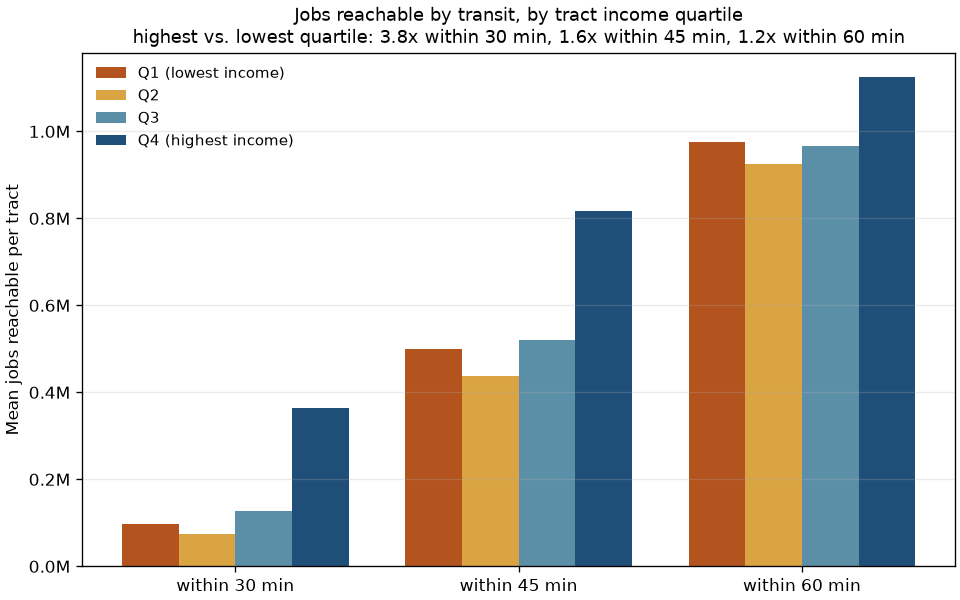 Jobs reachable by transit, by tract income quartile
highest vs. lowest quartile: 3.8x within 30 min, 1.6x within 45 min, 1.2x within 60 min
Q1 (lowest income)
Q2
Q3
Q4 (highest income)
Mean jobs reachable per tract
1.0M
0.8M
0.6M
0.4M
0.2M
0.0M
within 30 min
within 45 min
within 60 min